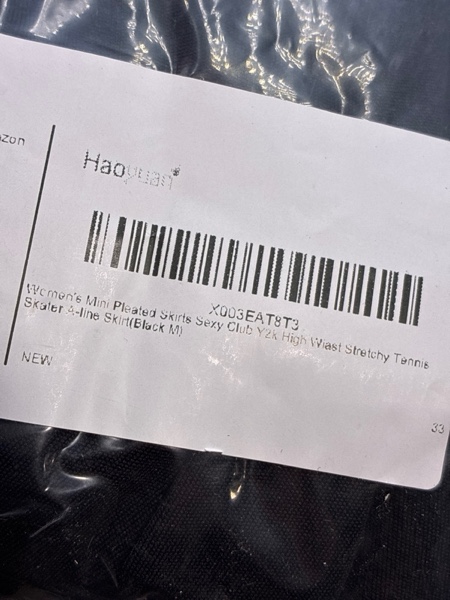 zon
Haoyuan
X003EAT8T3
Women's Mini Pleated Skirts Sexy Club Y2k High Wiast Stretchy Tennis
Skater A-line Skirt(Black M)
NEW
33